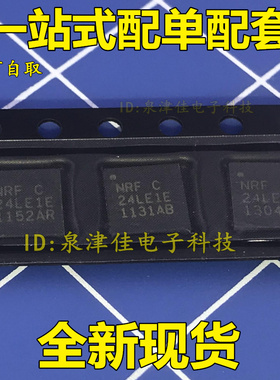 一站式配单配套
自取
ID:泉津佳电子科技
NRF C
24LE1E
1152AR
NRF C
24LE1E
1131AB
NRF
24LE
1304
ID:泉津佳电子科技
全新现货